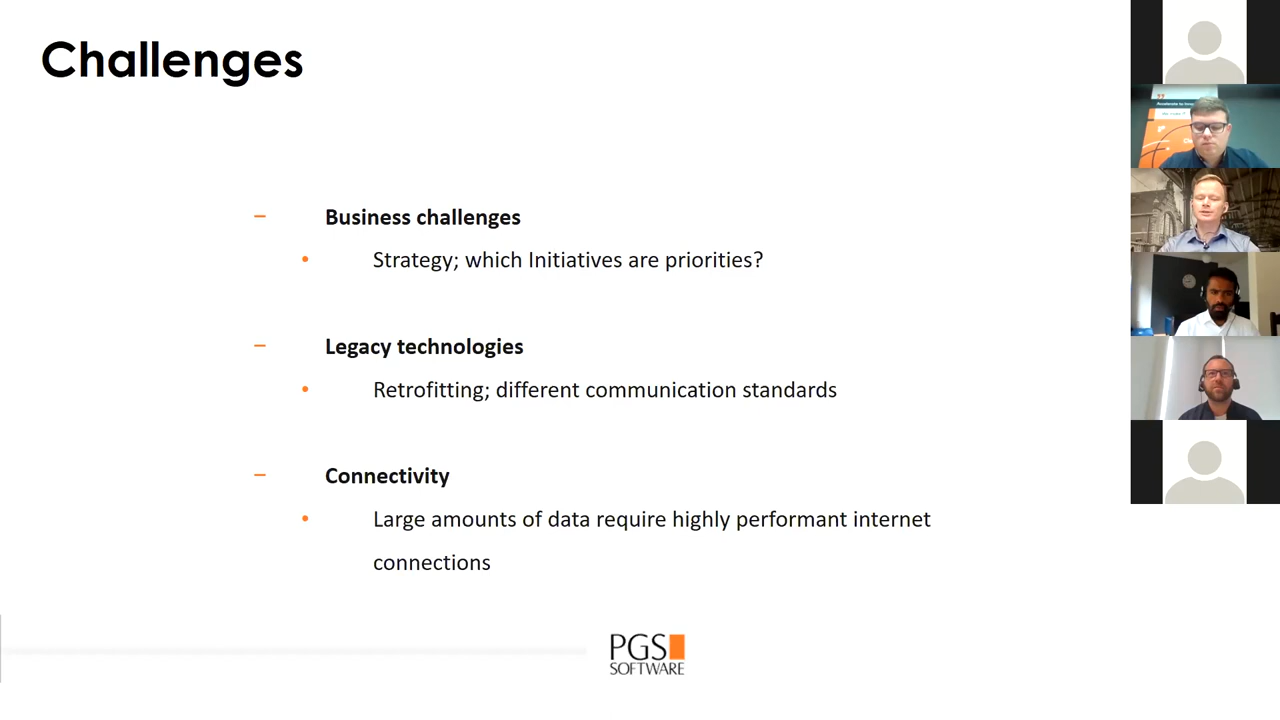 Challenges
– Business challenges
• Strategy; which Initiatives are priorities?
– Legacy technologies
• Retrofitting; different communication standards
– Connectivity
• Large amounts of data require highly performant internet
connections
PGS
SOFTWARE